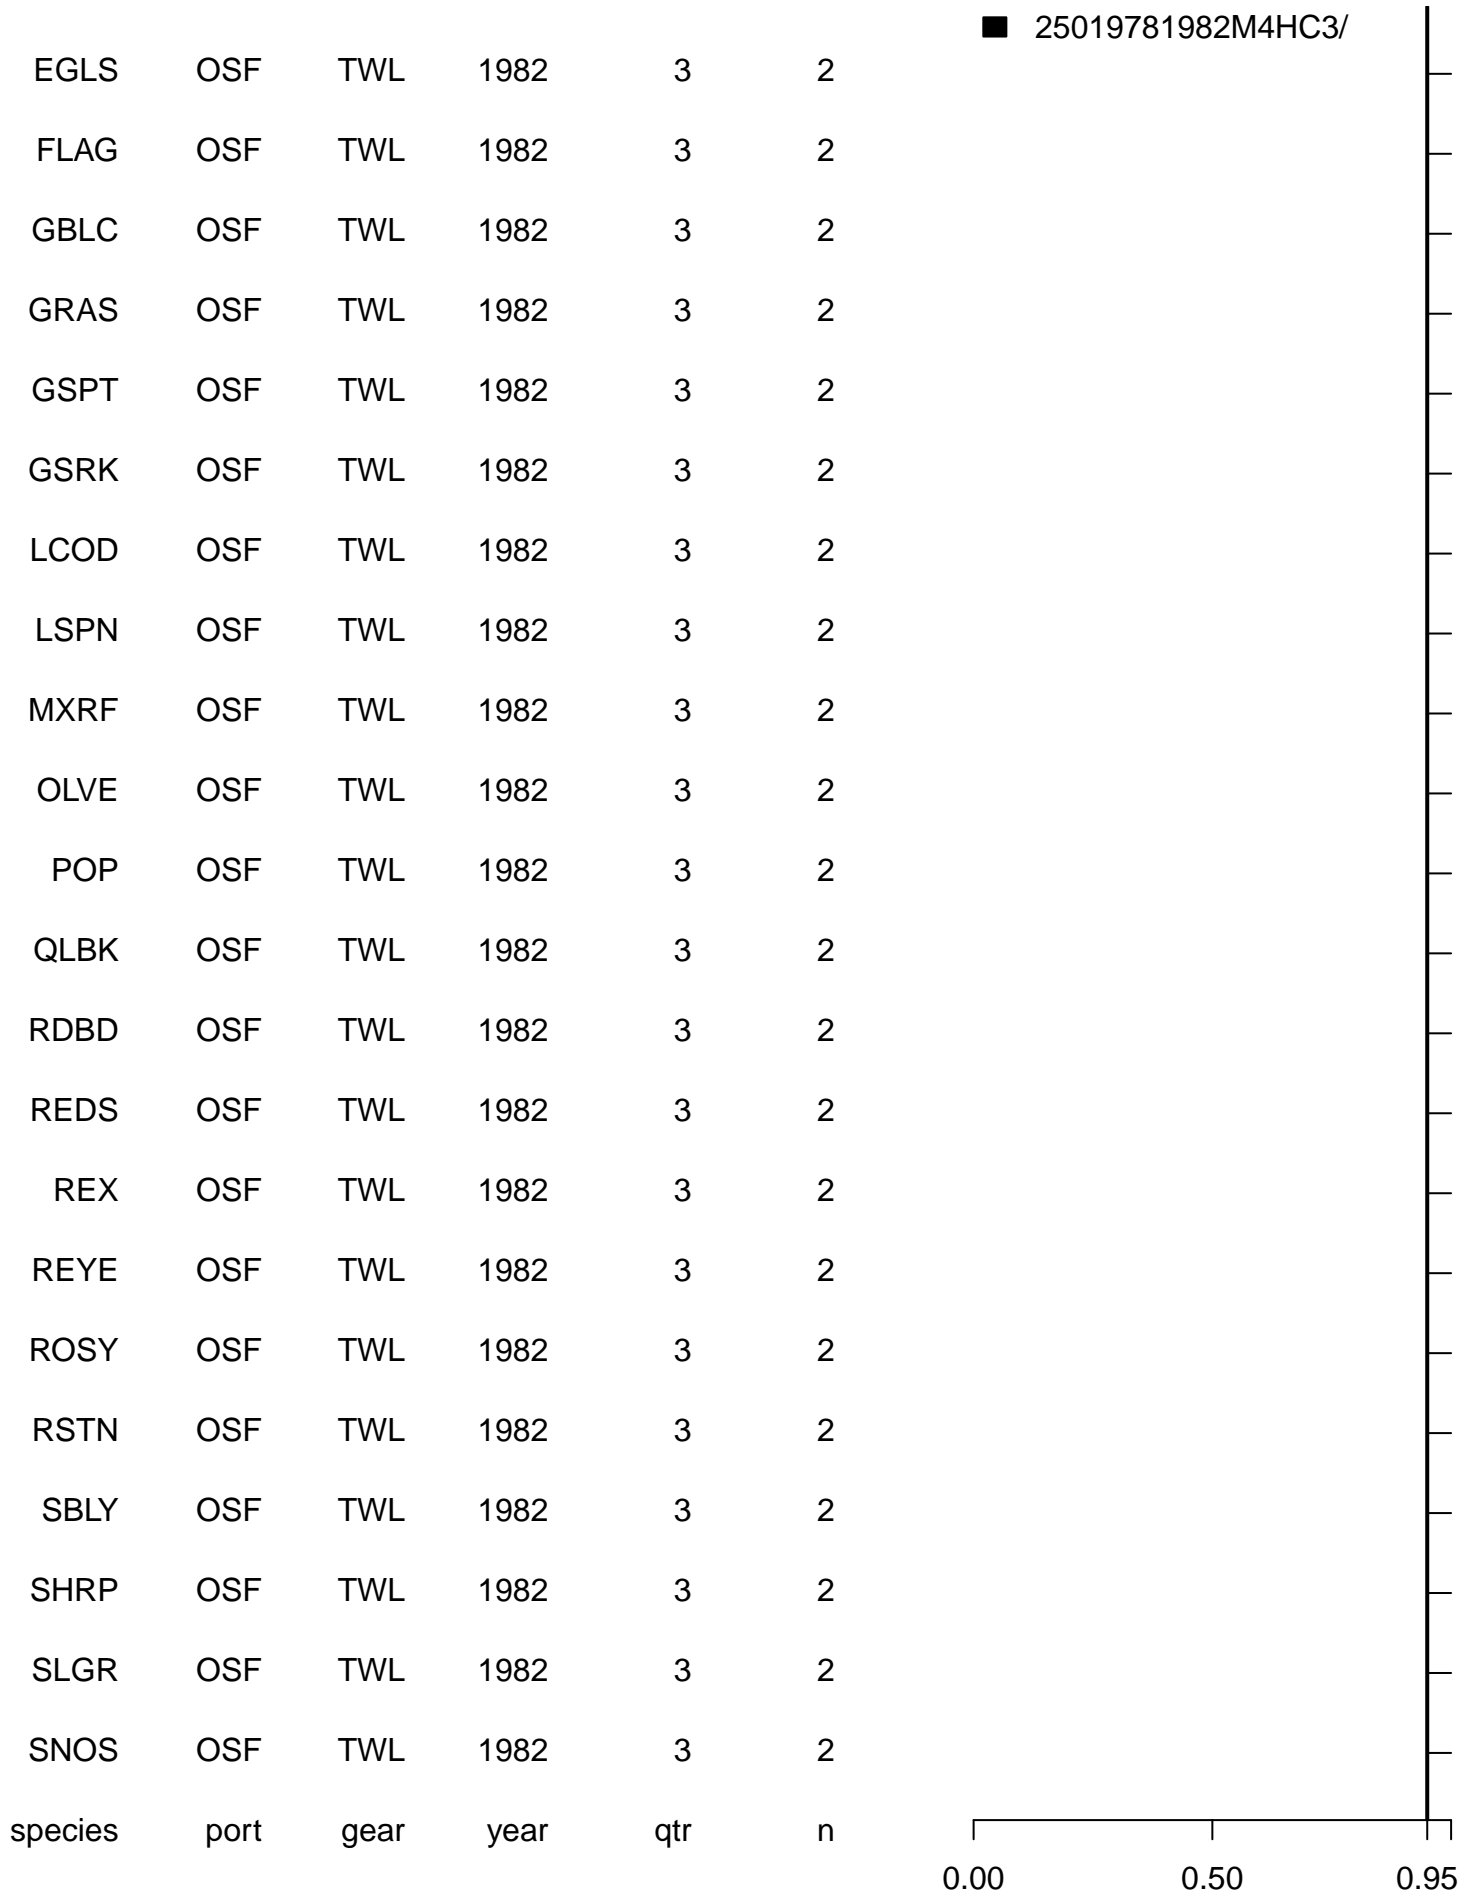 25019781982M4HC3/
EGLS OSF TWL 1982 3 2
FLAG OSF TWL 1982 3 2
GBLC OSF TWL 1982 3 2
GRAS OSF TWL 1982 3 2
GSPT OSF TWL 1982 3 2
GSRK OSF TWL 1982 3 2
LCOD OSF TWL 1982 3 2
LSPN OSF TWL 1982 3 2
MXRF OSF TWL 1982 3 2
OLVE OSF TWL 1982 3 2
POP OSF TWL 1982 3 2
QLBK OSF TWL 1982 3 2
RDBD OSF TWL 1982 3 2
REDS OSF TWL 1982 3 2
REX OSF TWL 1982 3 2
REYE OSF TWL 1982 3 2
ROSY OSF TWL 1982 3 2
RSTN OSF TWL 1982 3 2
SBLY OSF TWL 1982 3 2
SHRP OSF TWL 1982 3 2
SLGR OSF TWL 1982 3 2
SNOS OSF TWL 1982 3 2
species port gear year qtr n
0.00 0.50 0.95